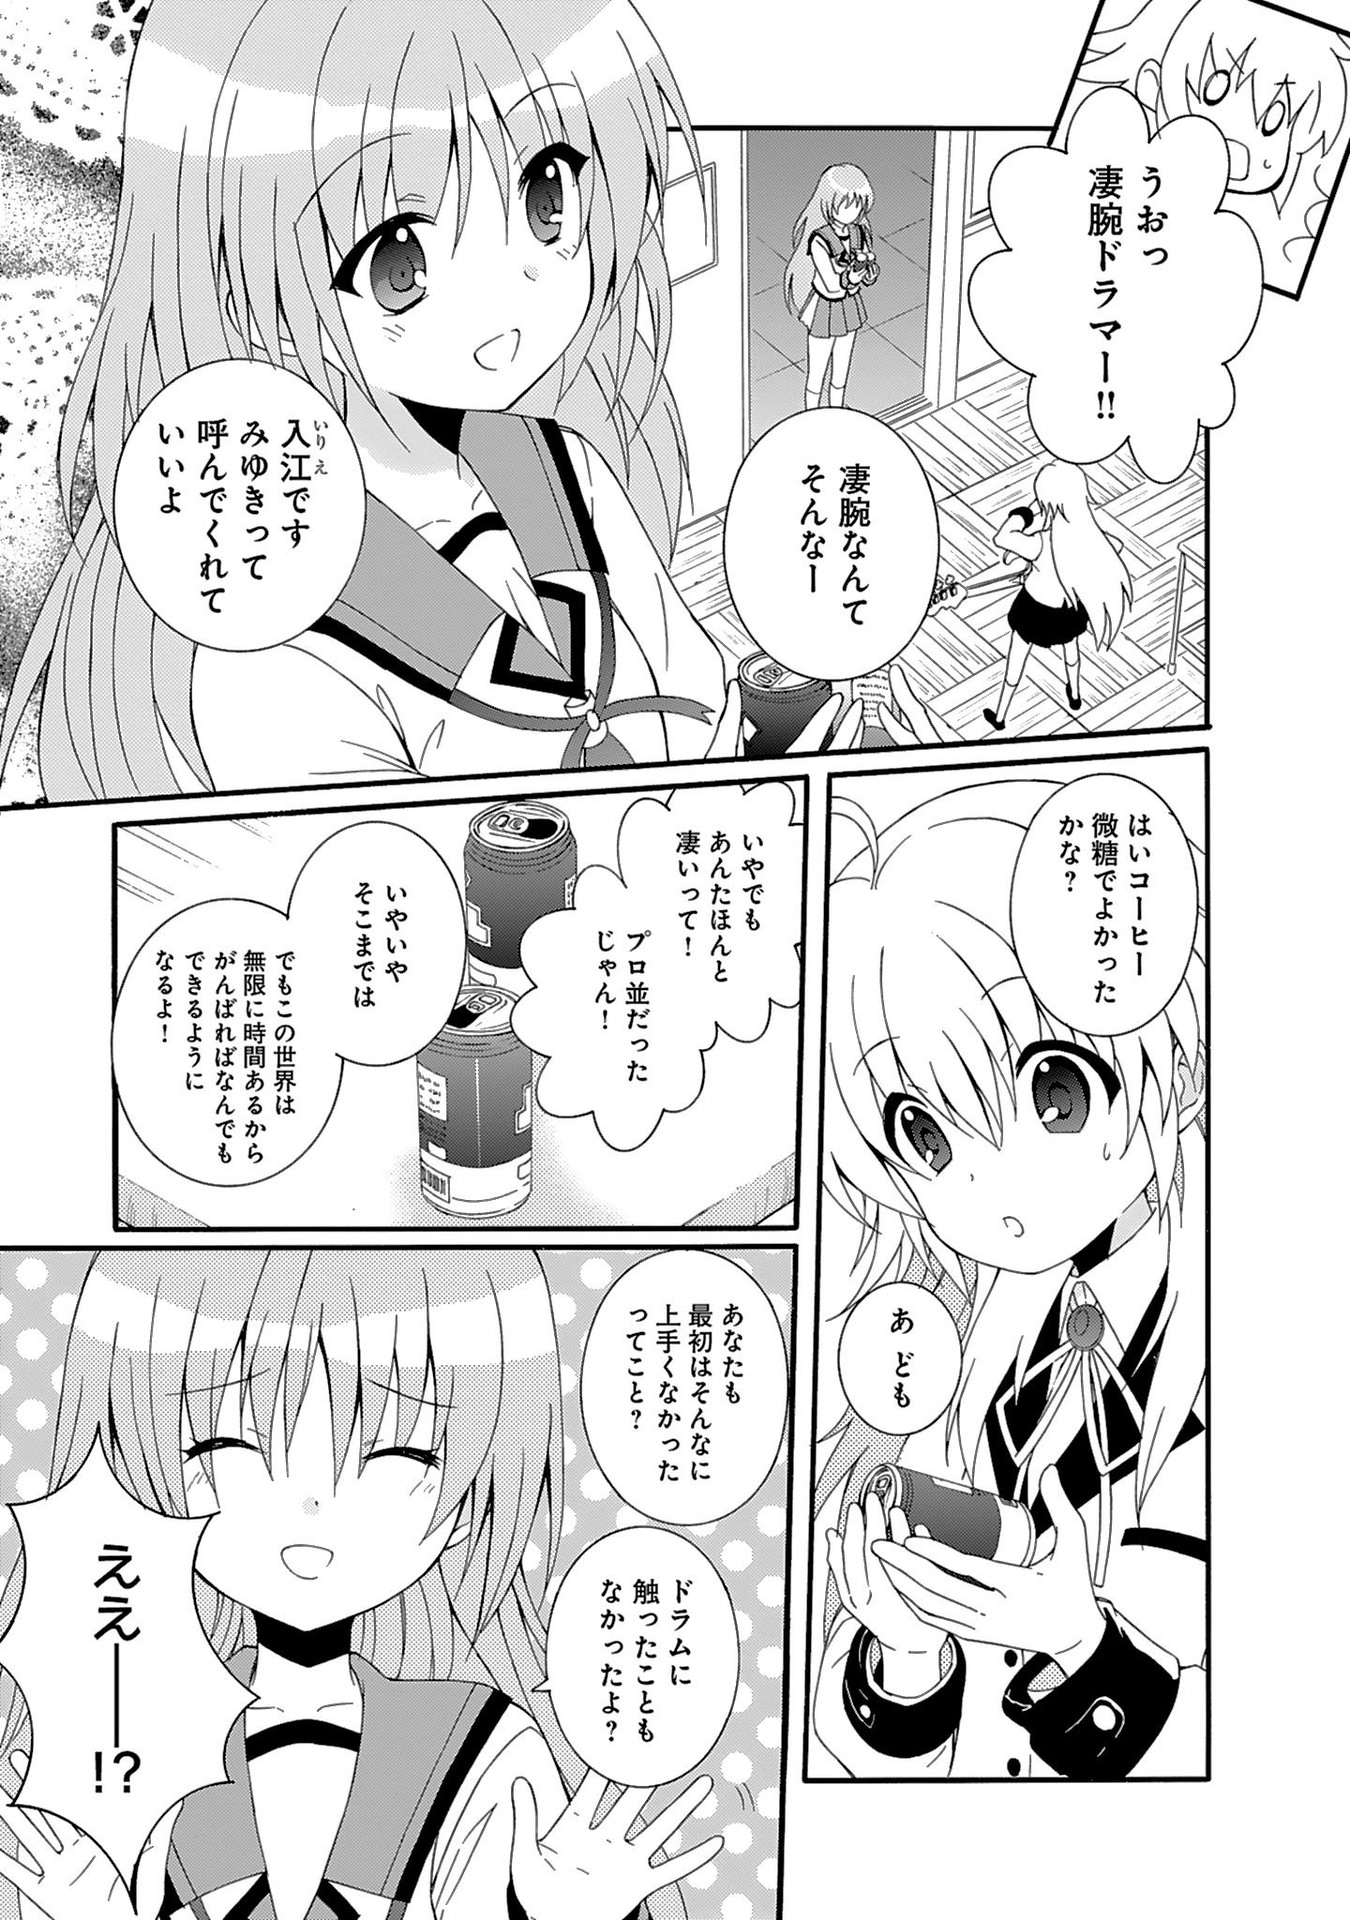 うおっ
凄腕ドラマー!!
凄腕なんて
そんなー
入江です
いりえ
みゆきって
呼んでくれて
いいよ
はいコーヒー
微糖でよかった
かな?
あ ども
いやでも
あんたほんと
凄いって!
プロ並だった
じゃん!
いやいや
そこまでは
でもこの世界は
無限に時間あるから
がんばればなんでも
できるように
なるよ!
あなたも
最初はそんなに
上手くなかった
ってこと?
ドラムに
触ったことも
なかったよ?
ええ——!?